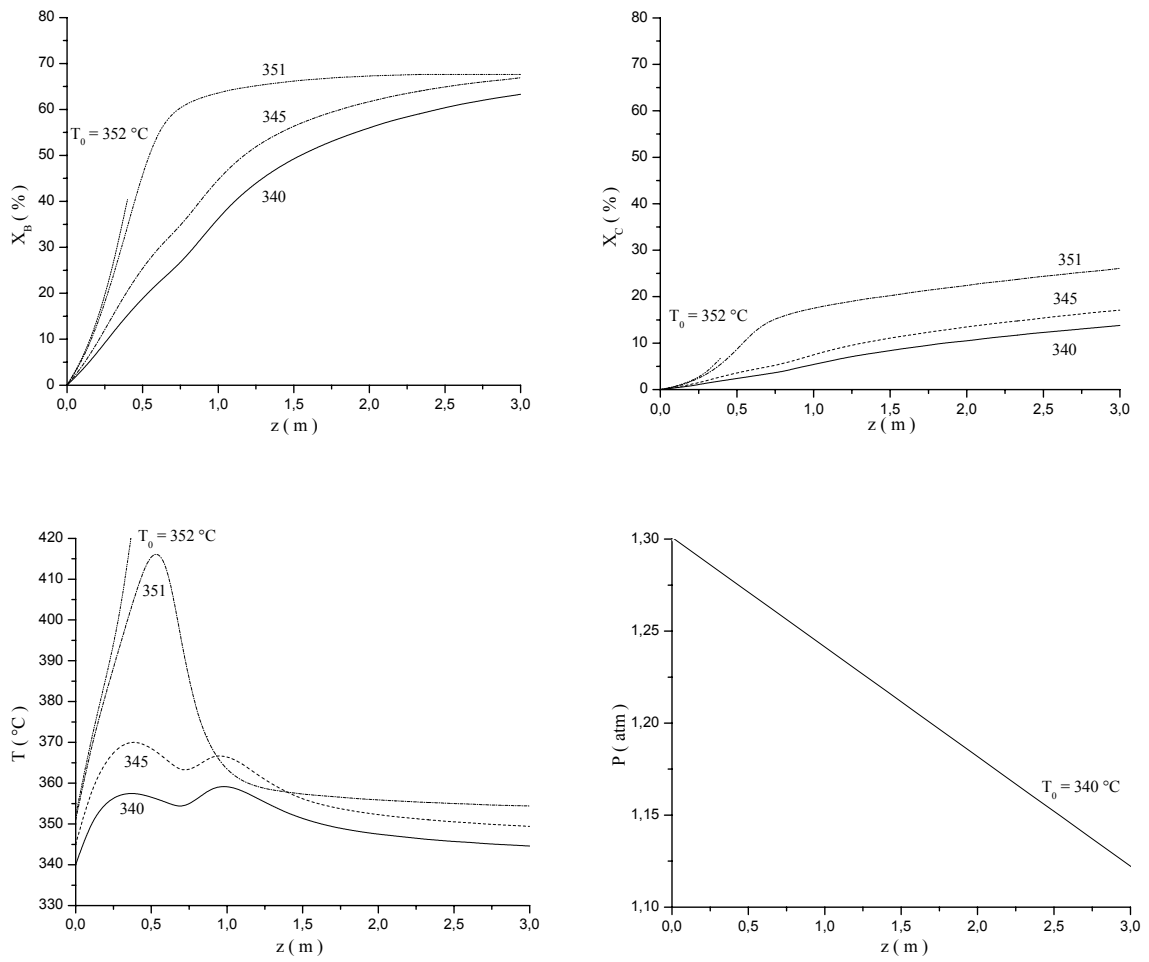 80
70
60
50
40
30
20
10
0
X_B ( % )
351
345
T_0 = 352 °C
340
0,0 0,5 1,0 1,5 2,0 2,5 3,0
z ( m )
80
70
60
50
40
30
20
10
0
X_C ( % )
351
345
T_0 = 352 °C
340
0,0 0,5 1,0 1,5 2,0 2,5 3,0
z ( m )
420
410
400
390
380
370
360
350
340
330
T ( °C )
T_0 = 352 °C
351
345
340
0,0 0,5 1,0 1,5 2,0 2,5 3,0
z ( m )
1,30
1,25
1,20
1,15
1,10
P ( atm )
T_0 = 340 °C
0,0 0,5 1,0 1,5 2,0 2,5 3,0
z ( m )